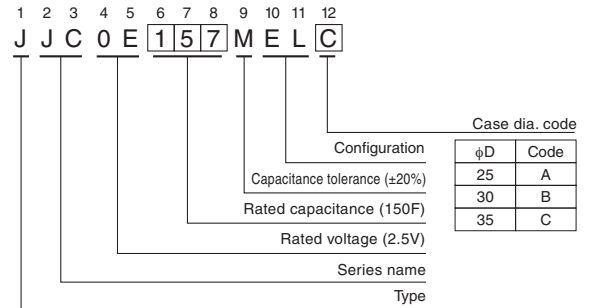 1 2 3 4 5 6 7 8 9 10 11 12
J J C 0 E 1 5 7 M E L C
Case dia. code
Configuration
Capacitance tolerance (±20%)
Rated capacitance (150F)
Rated voltage (2.5V)
Series name
Type
φD Code
25 A
30 B
35 C